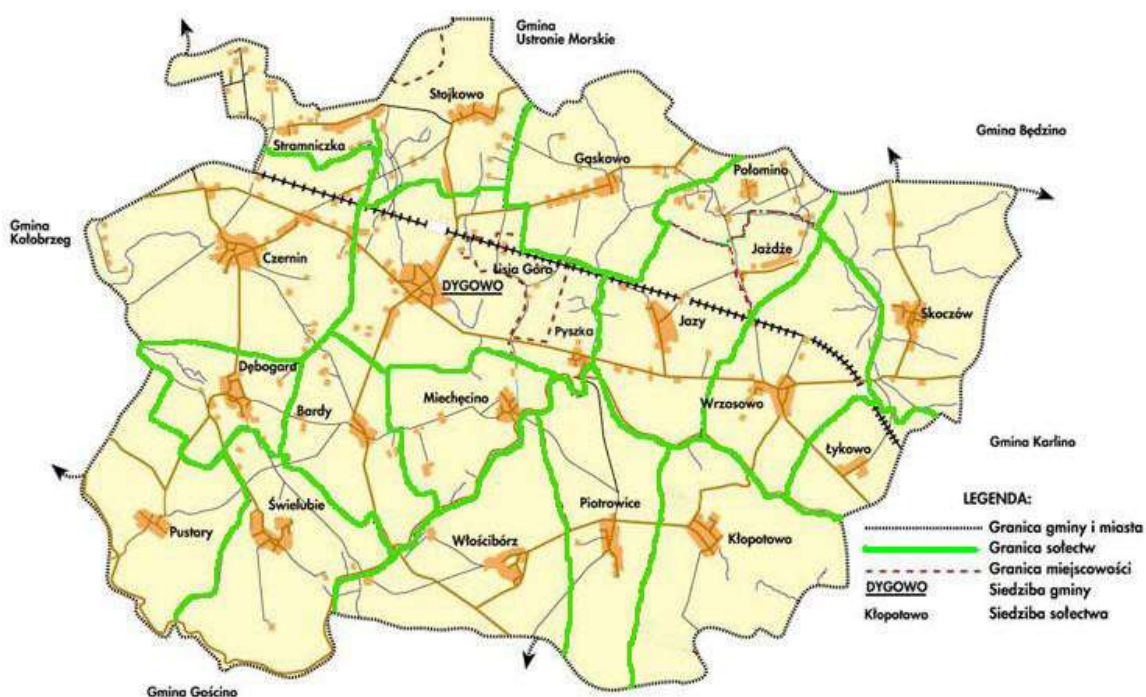 Gmina
Ustronie Morskie
Gmina Będzino
Stojkowo
Stramniczka
Gąskowo
Połomino
Gmina
Kołobrzeg
Czernin
Lisia Góra
Jażdże
DYGOWO
Jazy
Skoczów
Pyszka
Dębogard
Miechęcino
Wrzosowo
Bardy
Gmina Karlino
Łykowo
Świelubie
Piotrowice
Pustary
Włościbórz
Kłopotowo
LEGENDA:
Granica gminy i miasta
Granica sołectw
Granica miejscowości
DYGOWO Siedziba gminy
Kłopotowo Siedziba sołectwa
Gmina Gościno